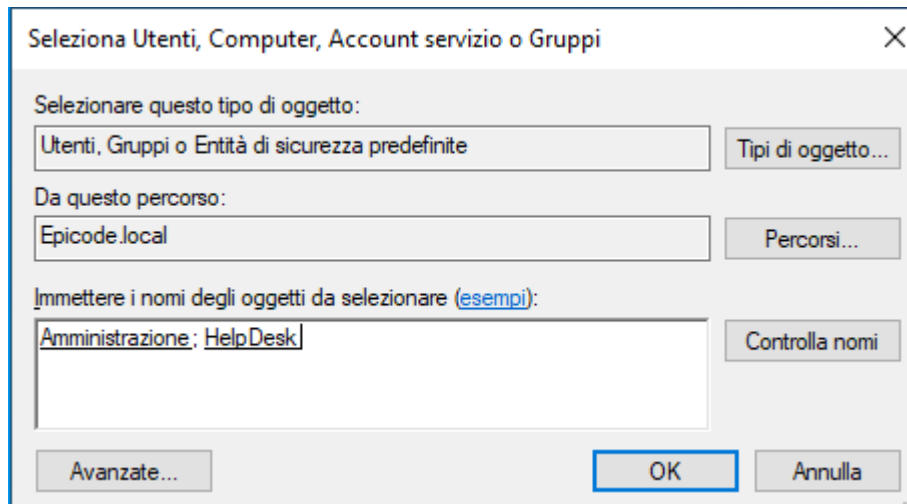 Seleziona Utenti, Computer, Account servizio o Gruppi
Selezionare questo tipo di oggetto:
Utenti, Gruppi o Entità di sicurezza predefinite
Tipi di oggetto...
Da questo percorso:
Epicode.local
Percorsi...
Immettere i nomi degli oggetti da selezionare (esempi):
Amministrazione; HelpDesk
Controlla nomi
Avanzate...
OK
Annulla